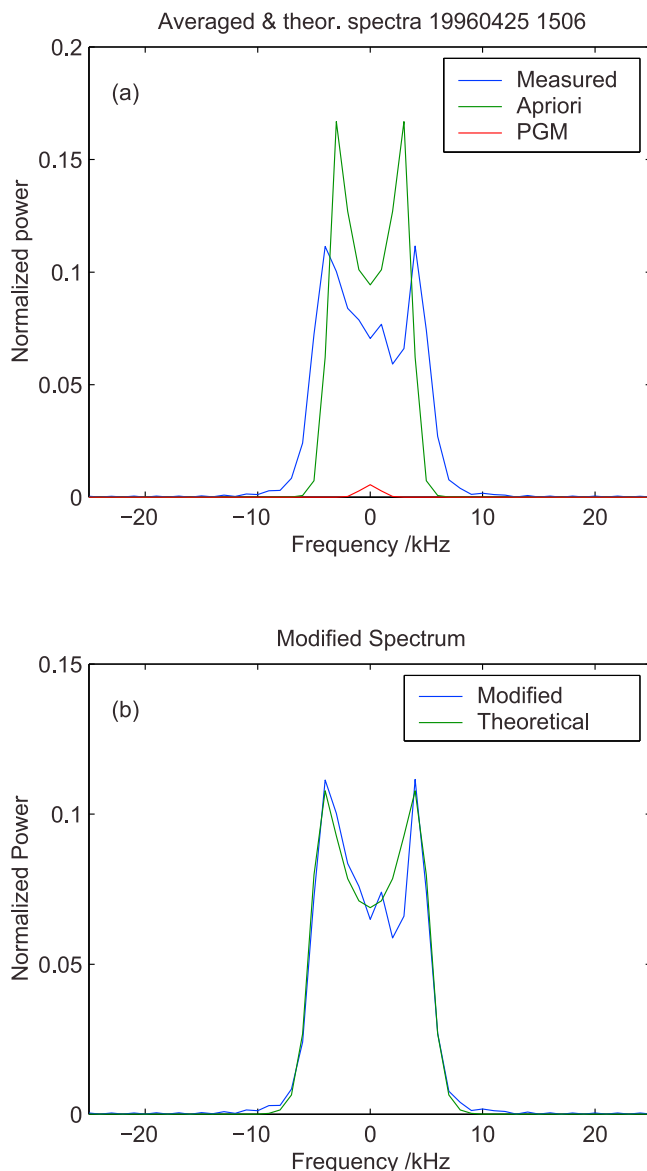 Averaged & theor. spectra 19960425 1506
0.2
(a)
Measured
Apriori
PGM
0.15
0.1
0.05
0
Normalized power
−20
−10
0
10
20
Frequency /kHz
Modified Spectrum
0.15
(b)
Modified
Theoretical
0.1
0.05
0
Normalized Power
−20
−10
0
10
20
Frequency /kHz